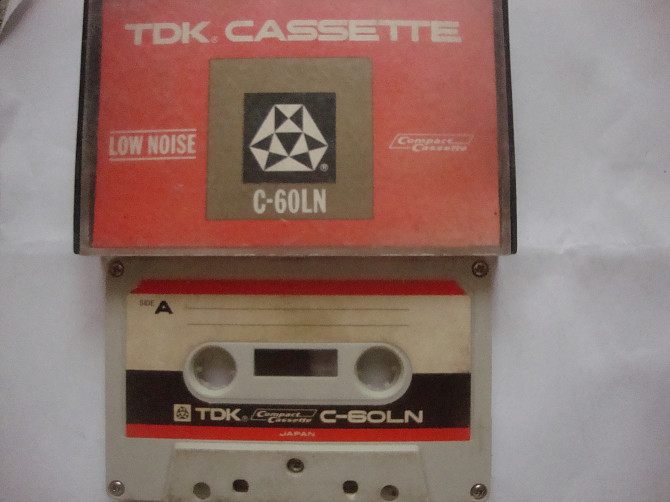 TDK® CASSETTE
LOW NOISE
Compact Cassette
®
C-60LN
SIDE A
TDK® Compact Cassette C-60LN
JAPAN